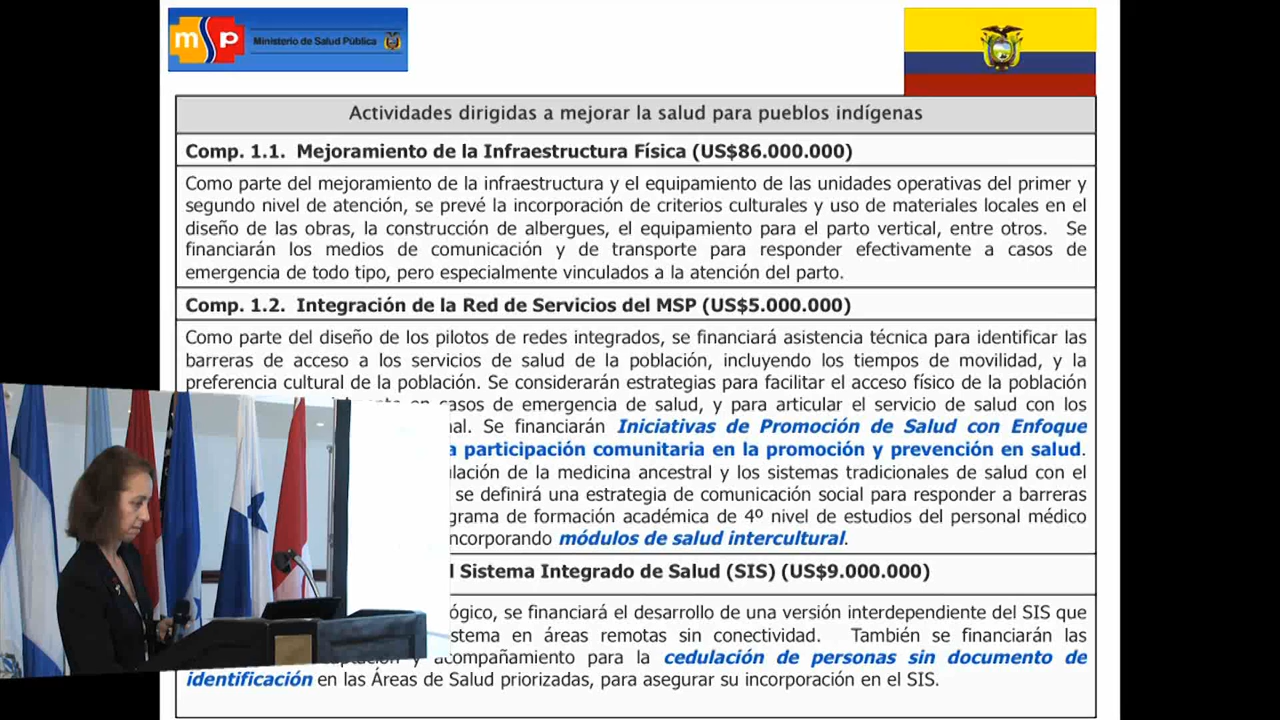 msp Ministerio de Salud Pública
Actividades dirigidas a mejorar la salud para pueblos indígenas
Comp. 1.1. Mejoramiento de la Infraestructura Física (US$86.000.000)
Como parte del mejoramiento de la infraestructura y el equipamiento de las unidades operativas del primer y
segundo nivel de atención, se prevé la incorporación de criterios culturales y uso de materiales locales en el
diseño de las obras, la construcción de albergues, el equipamiento para el parto vertical, entre otros. Se
financiarán los medios de comunicación y de transporte para responder efectivamente a casos de
emergencia de todo tipo, pero especialmente vinculados a la atención del parto.
Comp. 1.2. Integración de la Red de Servicios del MSP (US$5.000.000)
Como parte del diseño de los pilotos de redes integrados, se financiará asistencia técnica para identificar las
barreras de acceso a los servicios de salud de la población, incluyendo los tiempos de movilidad, y la
preferencia cultural de la población. Se considerarán estrategias para facilitar el acceso físico de la población
en casos de emergencia de salud, y para articular el servicio de salud con los
nal. Se financiarán Iniciativas de Promoción de Salud con Enfoque
a participación comunitaria en la promoción y prevención en salud.
ulación de la medicina ancestral y los sistemas tradicionales de salud con el
se definirá una estrategia de comunicación social para responder a barreras
grama de formación académica de 4º nivel de estudios del personal médico
incorporando módulos de salud intercultural.
l Sistema Integrado de Salud (SIS) (US$9.000.000)
ógico, se financiará el desarrollo de una versión interdependiente del SIS que
stema en áreas remotas sin conectividad. También se financiarán las
y acompañamiento para la cedulación de personas sin documento de
identificación en las Áreas de Salud priorizadas, para asegurar su incorporación en el SIS.